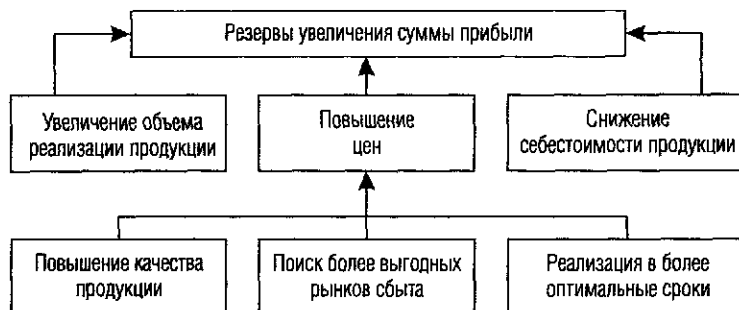 Резервы увеличения суммы прибыли
Увеличение объема
реализации продукции
Повышение
цен
Снижение
себестоимости продукции
Повышение качества
продукции
Поиск более выгодных
рынков сбыта
Реализация в более
оптимальные сроки